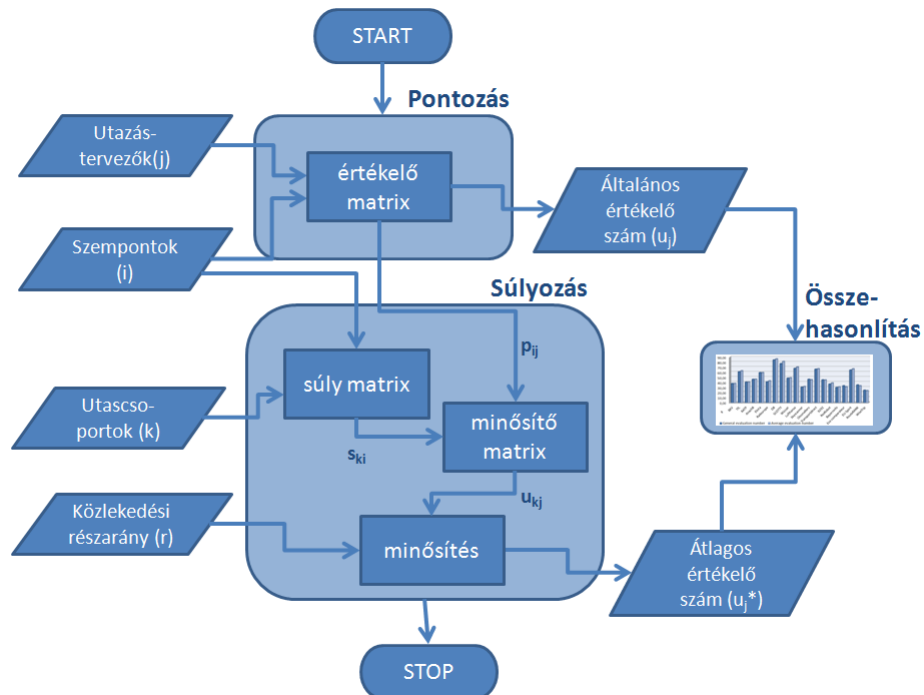 START
Pontozás
Utazás-
tervezők(j)
értékelő
matrix
Általános
értékelő
szám (uj)
Szempontok
(i)
Súlyozás
Össze-
hasonlítás
pij
súly matrix
Utascso-
portok (k)
ski
minősítő
matrix
ukj
Közlekedési
részarány (r)
minősítés
Átlagos
értékelő
szám (uj*)
STOP